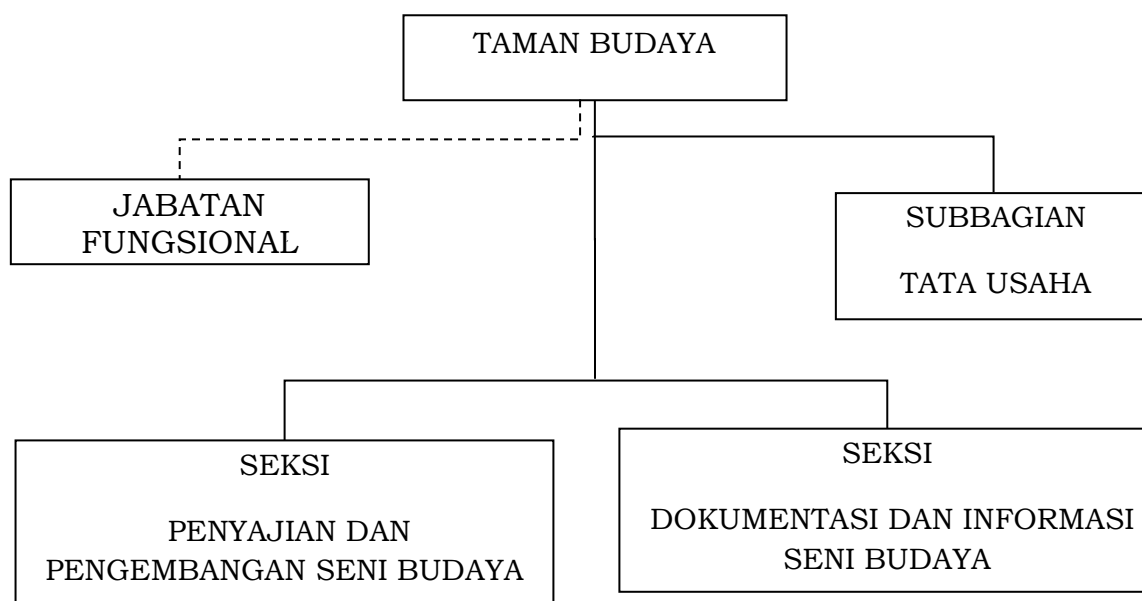 TAMAN BUDAYA
JABATAN
FUNGSIONAL
SUBBAGIAN
TATA USAHA
SEKSI
PENYAJIAN DAN
PENGEMBANGAN SENI BUDAYA
SEKSI
DOKUMENTASI DAN INFORMASI
SENI BUDAYA